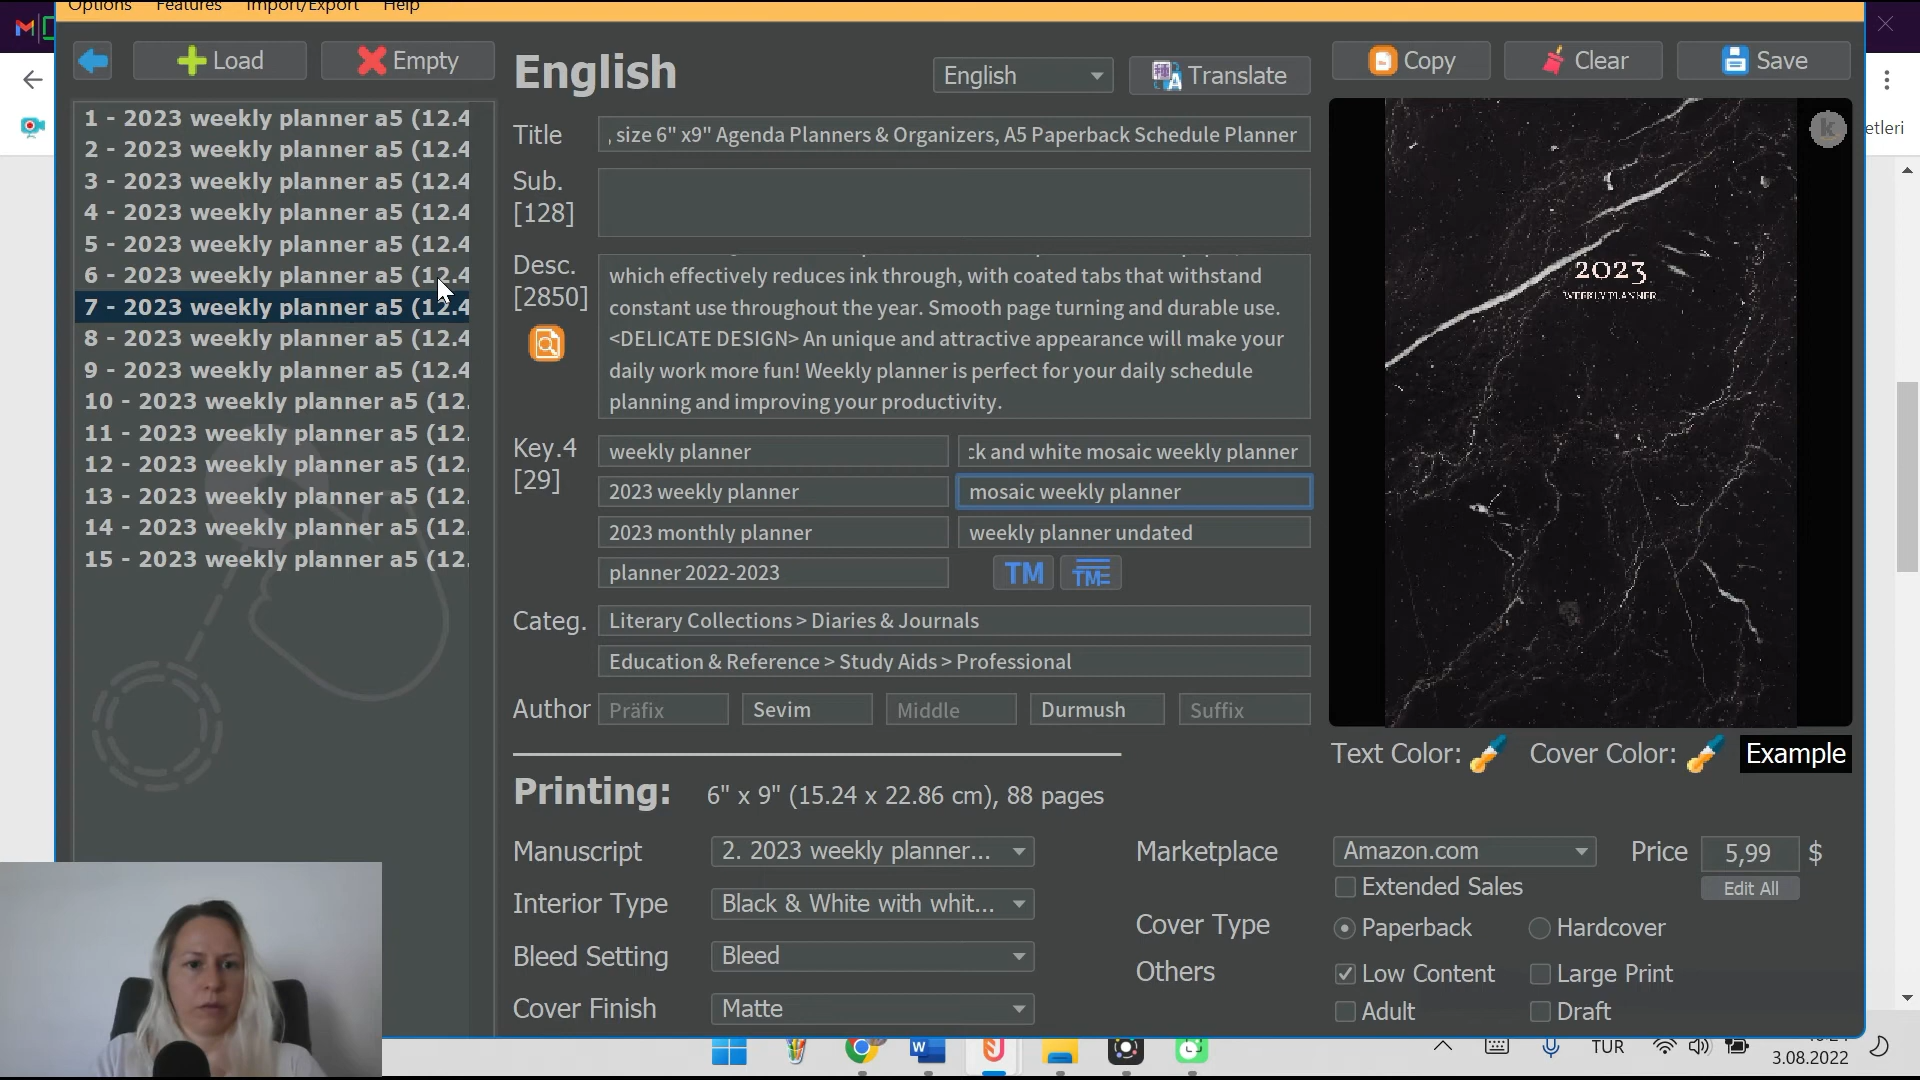 Options Features Import/Export Help
Load
Empty
English
English
Translate
Copy
Clear
Save
1 - 2023 weekly planner a5 (12.4
2 - 2023 weekly planner a5 (12.4
3 - 2023 weekly planner a5 (12.4
4 - 2023 weekly planner a5 (12.4
5 - 2023 weekly planner a5 (12.4
6 - 2023 weekly planner a5 (12.4
7 - 2023 weekly planner a5 (12.4
8 - 2023 weekly planner a5 (12.4
9 - 2023 weekly planner a5 (12.4
10 - 2023 weekly planner a5 (12.
11 - 2023 weekly planner a5 (12.
12 - 2023 weekly planner a5 (12.
13 - 2023 weekly planner a5 (12.
14 - 2023 weekly planner a5 (12.
15 - 2023 weekly planner a5 (12.
Title
, size 6" x9" Agenda Planners & Organizers, A5 Paperback Schedule Planner
Sub.
[128]
Desc.
[2850]
which effectively reduces ink through, with coated tabs that withstand
constant use throughout the year. Smooth page turning and durable use.
<DELICATE DESIGN> An unique and attractive appearance will make your
daily work more fun! Weekly planner is perfect for your daily schedule
planning and improving your productivity.
Key.4
[29]
weekly planner
ck and white mosaic weekly planner
2023 weekly planner
mosaic weekly planner
2023 monthly planner
weekly planner undated
planner 2022-2023
TM
TM
Categ.
Literary Collections > Diaries & Journals
Education & Reference > Study Aids > Professional
Author
Präfix
Sevim
Middle
Durmush
Suffix
k
etleri
2023
WEEKLY PLANNER
Text Color:
Cover Color:
Example
Printing:
6" x 9" (15.24 x 22.86 cm), 88 pages
Manuscript
2. 2023 weekly planner...
Interior Type
Black & White with whit...
Bleed Setting
Bleed
Cover Finish
Matte
Marketplace
Amazon.com
Price
5,99
$
Extended Sales
Edit All
Cover Type
Paperback
Hardcover
Others
Low Content
Large Print
Adult
Draft
TUR
3.08.2022